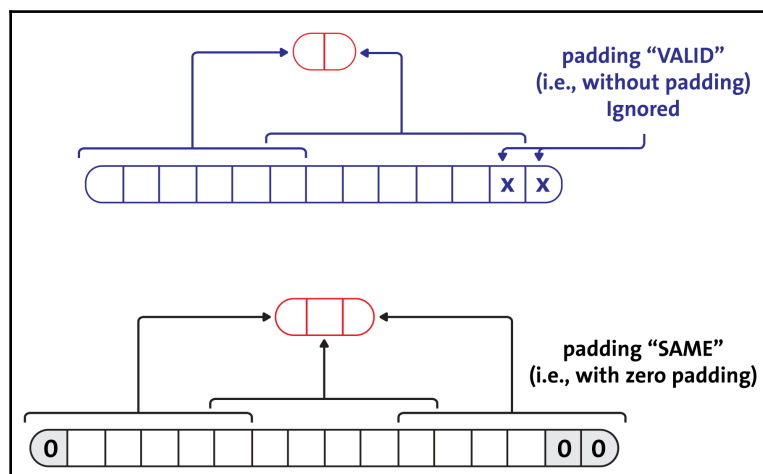 padding “VALID”
(i.e., without padding)
Ignored
X X
padding “SAME”
(i.e., with zero padding)
0 0 0